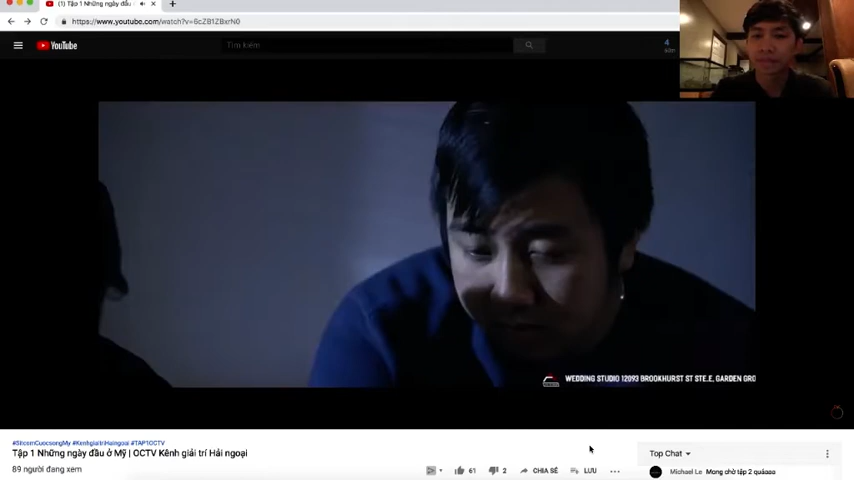 (1) Tập 1 Những ngày đầu
https://www.youtube.com/watch?v=6cZB1ZBxrN0
YouTube
Tìm kiếm
4
WEDDING STUDIO 12093 BROOKHURST ST STE.E, GARDEN GRO
#SitcomCuocsongMy #KenhgiaitriHaingoai #TAP1OCTV
Tập 1 Những ngày đầu ở Mỹ | OCTV Kênh giải trí Hải ngoại
89 người đang xem
61
2
CHIA SẺ
LƯU
Top Chat
Michael Le Mong chờ tập 2 quáaaa